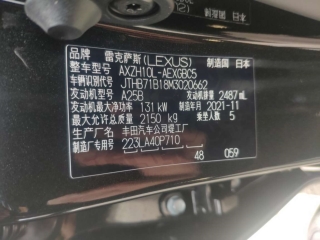 本日
品牌 雷克萨斯(LEXUS) 制造国 日本
整车型号 AXZH10L-AEXGBC5
车辆识别代号 JTHB71B18M3020662
发动机型号 A25B 发动机排量 2487 mL
发动机最大净功率 131 kW 制造年月 2021-11
最大允许总质量 2150 kg 乘坐人数 5
生产厂名 丰田汽车公司堤工厂
制造厂专用号 223LA40P710
48 059